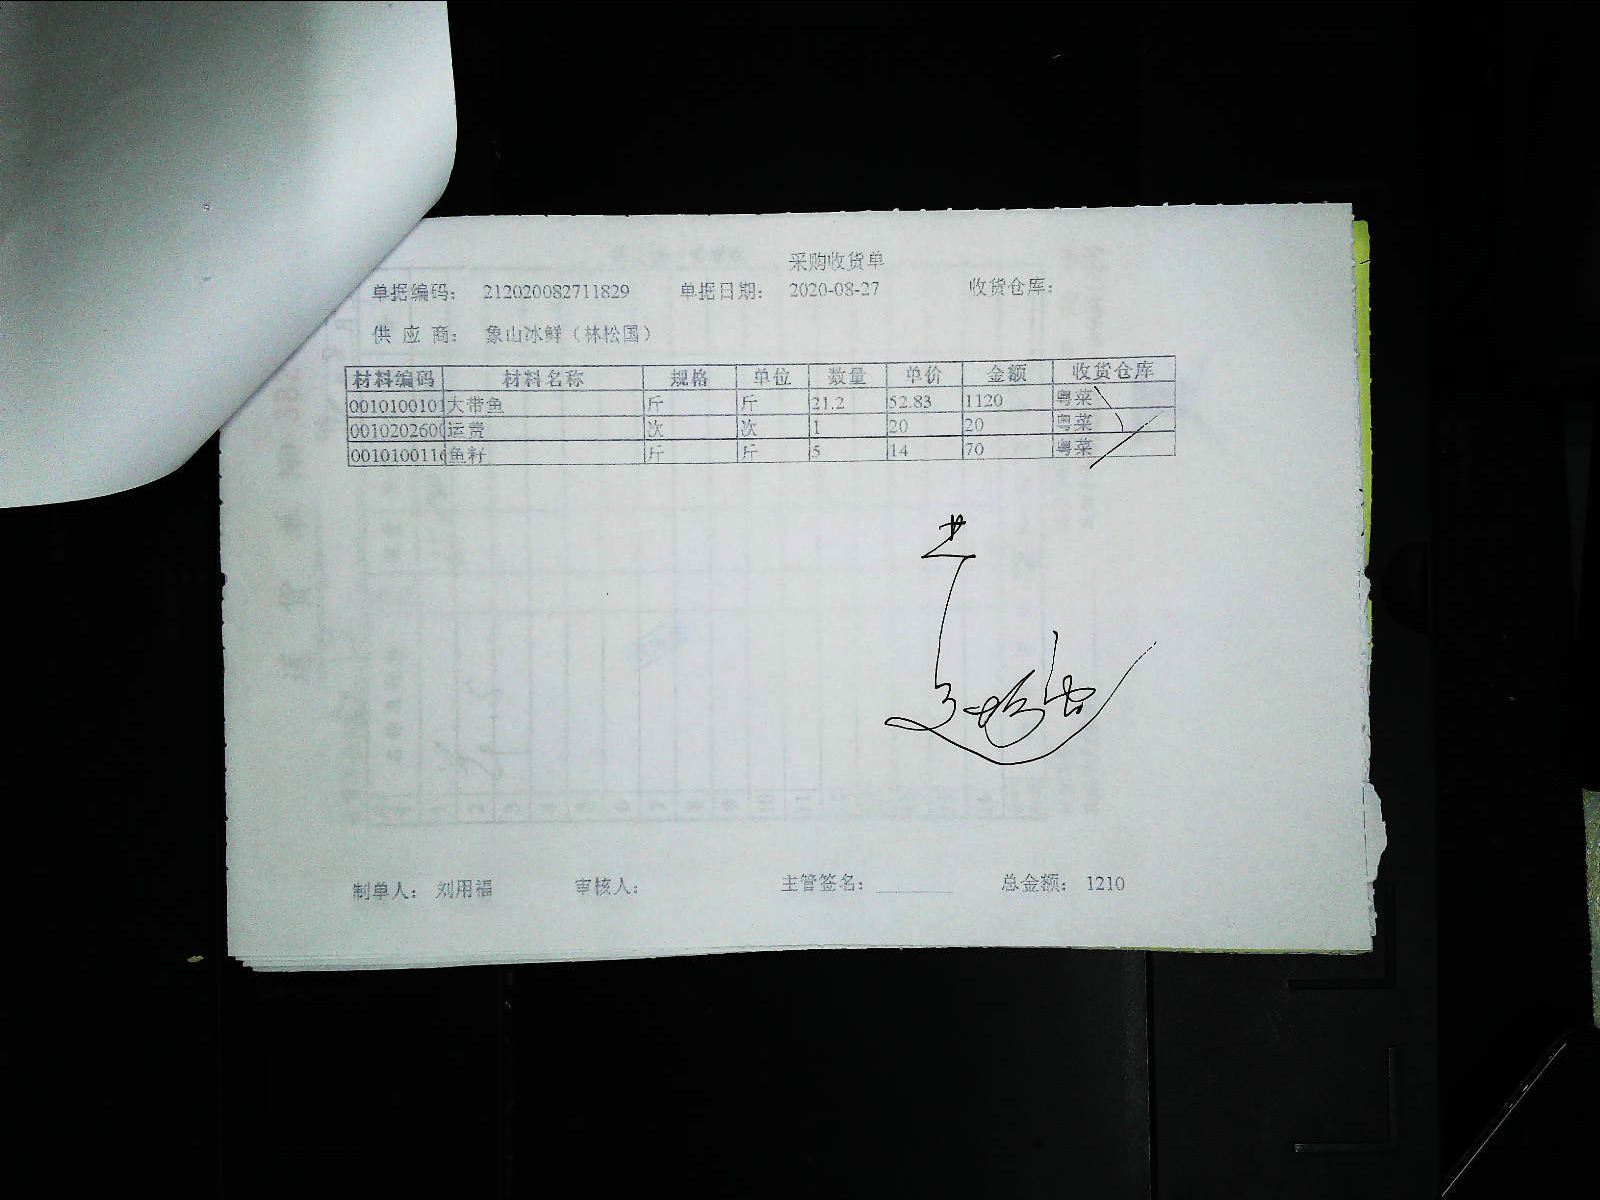 采购收货单
单据编码： 212020082711829 单据日期： 2020-08-27 收货仓库：
供 应 商： 象山冰鲜（林松国）
材料编码 材料名称 规格 单位 数量 单价 金额 收货仓库
0010100101 大带鱼 斤 斤 21.2 52.83 1120 粤菜
0010202600 运费 次 次 1 20 20 粤菜
001010011 鱼籽 斤 斤 5 14 70 粤菜
制单人： 刘用福 审核人： 主管签名： 总金额： 1210